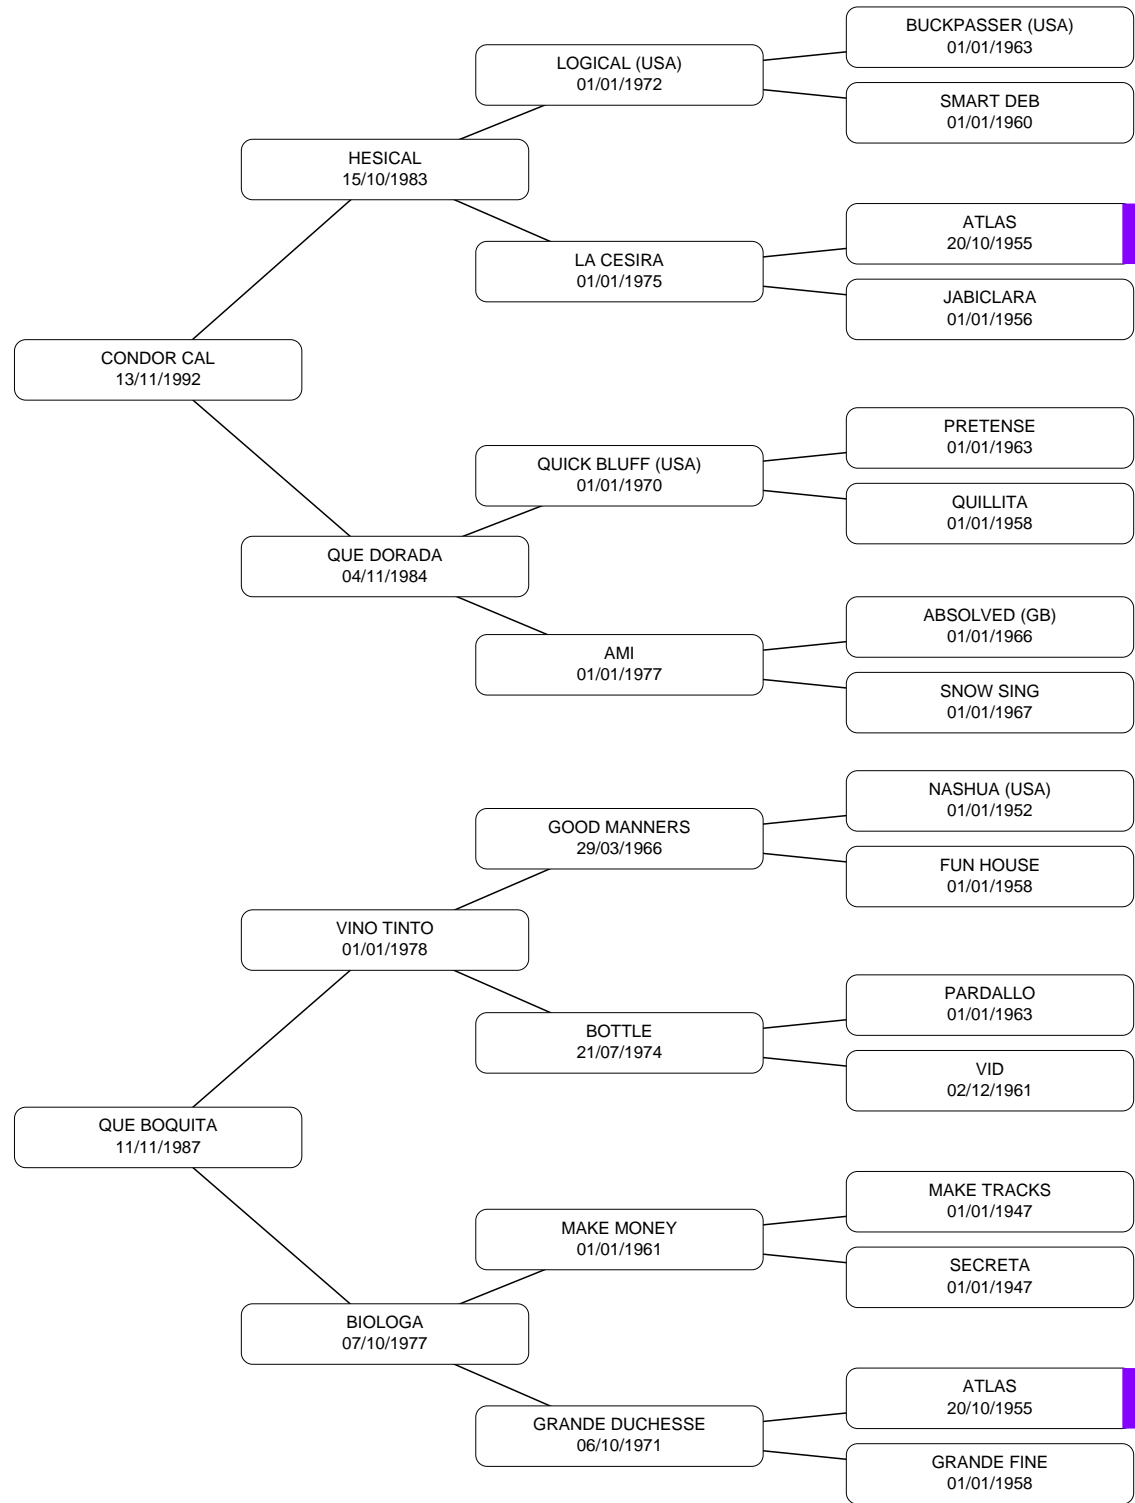 BUCKPASSER (USA)
01/01/1963
LOGICAL (USA)
01/01/1972
SMART DEB
01/01/1960
HESICAL
15/10/1983
ATLAS
20/10/1955
LA CESIRA
01/01/1975
JABICLARA
01/01/1956
CONDOR CAL
13/11/1992
PRETENSE
01/01/1963
QUICK BLUFF (USA)
01/01/1970
QUILLITA
01/01/1958
QUE DORADA
04/11/1984
ABSOLVED (GB)
01/01/1966
AMI
01/01/1977
SNOW SING
01/01/1967
NASHUA (USA)
01/01/1952
GOOD MANNERS
29/03/1966
FUN HOUSE
01/01/1958
VINO TINTO
01/01/1978
PARDALLO
01/01/1963
BOTTLE
21/07/1974
VID
02/12/1961
QUE BOQUITA
11/11/1987
MAKE TRACKS
01/01/1947
MAKE MONEY
01/01/1961
SECRETA
01/01/1947
BIOLOGA
07/10/1977
ATLAS
20/10/1955
GRANDE DUCHESSE
06/10/1971
GRANDE FINE
01/01/1958